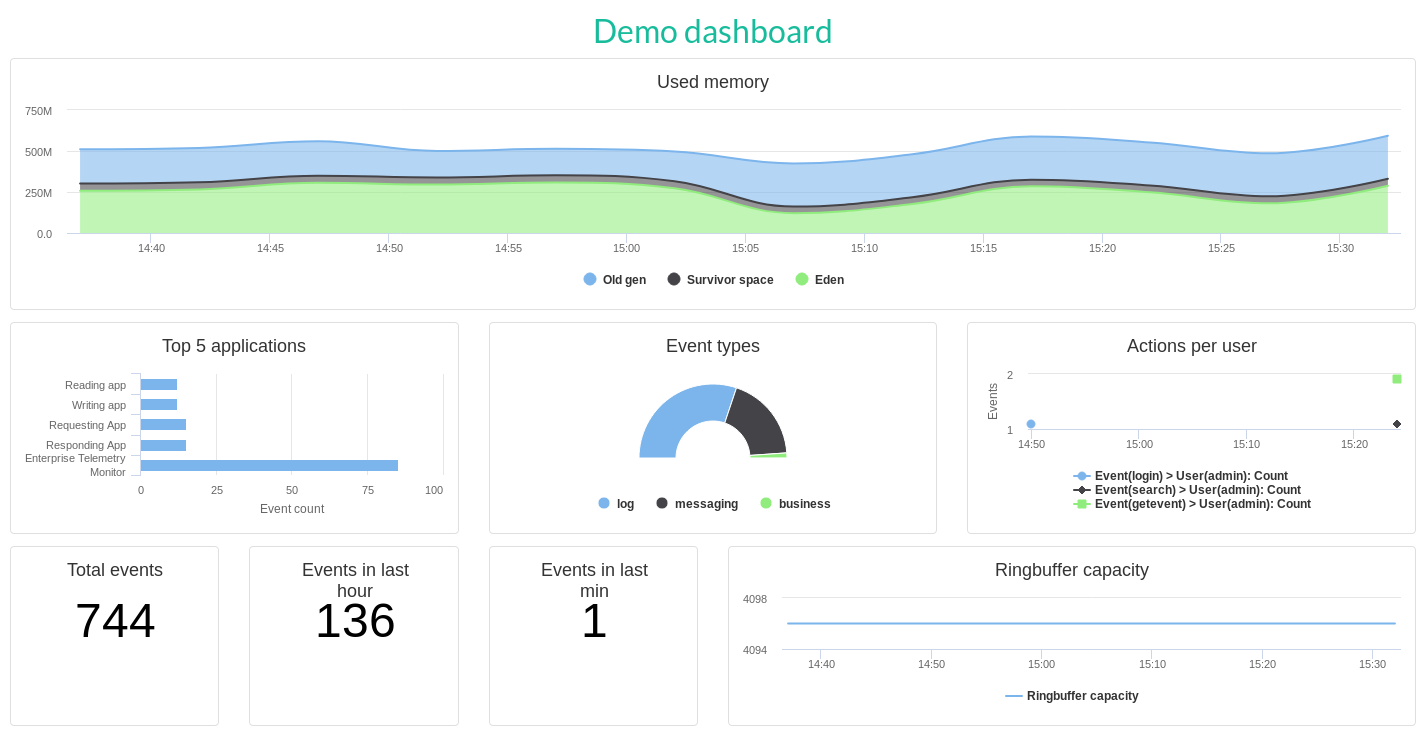 Demo dashboard
Used memory
750M
500M
250M
0.0
14:40 14:45 14:50 14:55 15:00 15:05 15:10 15:15 15:20 15:25 15:30
Old gen Survivor space Eden
Top 5 applications
Reading app
Writing app
Requesting App
Responding App
Enterprise Telemetry
Monitor
0 25 50 75 100
Event count
Event types
log messaging business
Actions per user
Events
2
1
14:50 15:00 15:10 15:20
Event(login) > User(admin): Count
Event(search) > User(admin): Count
Event(getevent) > User(admin): Count
Total events
744
Events in last
hour
136
Events in last
min
1
Ringbuffer capacity
4098
4094
14:40 14:50 15:00 15:10 15:20 15:30
Ringbuffer capacity